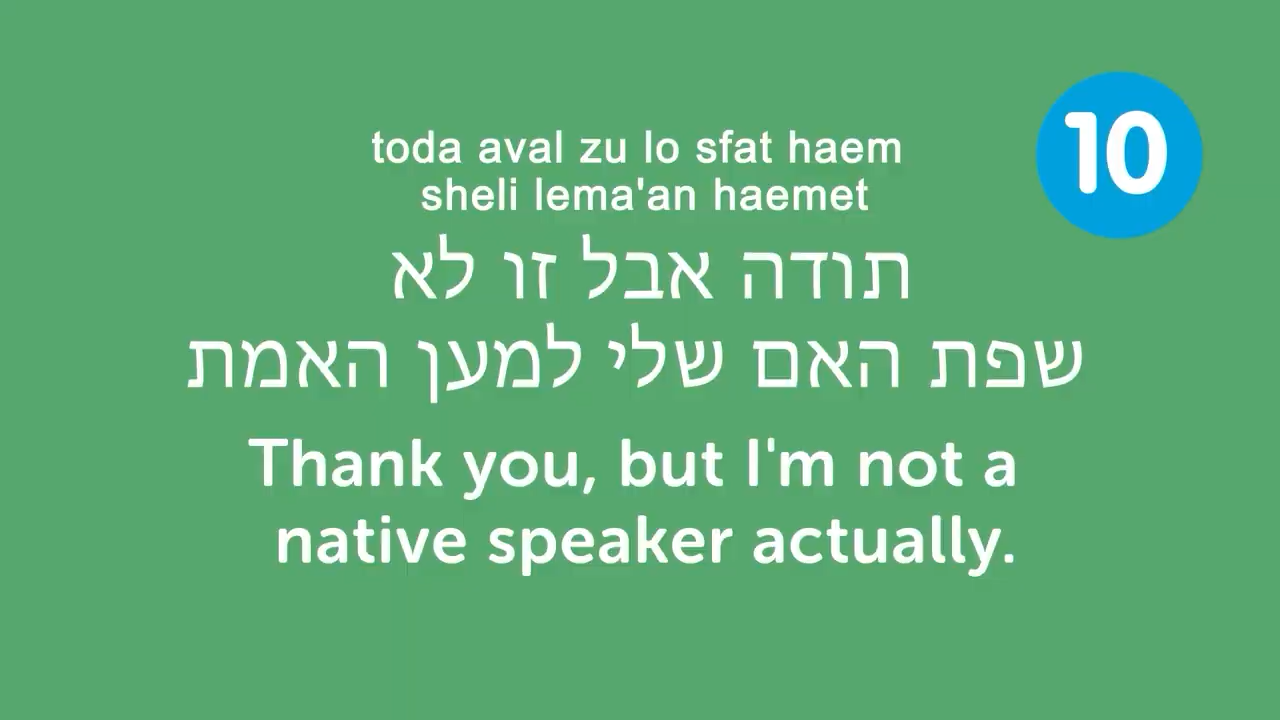 10
toda aval zu lo sfat haem
sheli lema'an haemet
תודה אבל זו לא
שפת האם שלי למען האמת
Thank you, but I'm not a
native speaker actually.